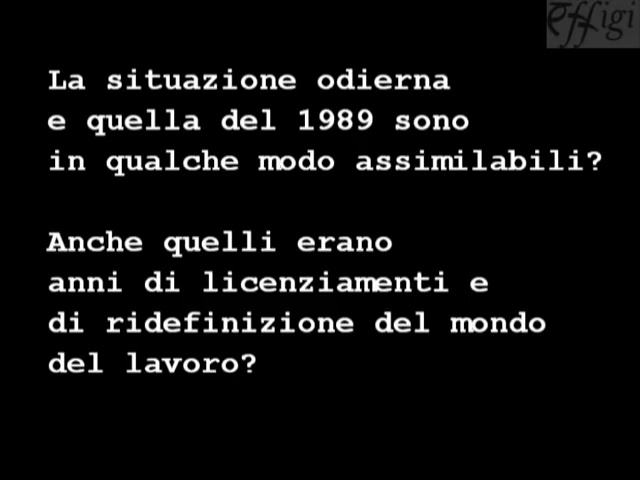 effigi
La situazione odierna
e quella del 1989 sono
in qualche modo assimilabili?
Anche quelli erano
anni di licenziamenti e
di ridefinizione del mondo
del lavoro?